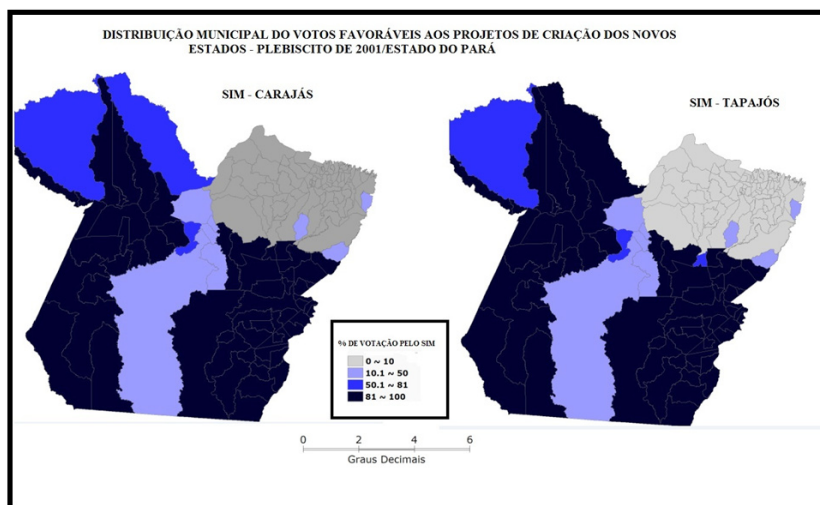 DISTRIBUIÇÃO MUNICIPAL DO VOTOS FAVORÁVEIS AOS PROJETOS DE CRIAÇÃO DOS NOVOS
ESTADOS - PLEBISCITO DE 2001/ESTADO DO PARÁ
SIM - CARAJÁS
SIM - TAPAJÓS
% DE VOTAÇÃO PELO SIM
0 ~ 10
10.1 ~ 50
50.1 ~ 81
81 ~ 100
0 2 4 6
Graus Decimais